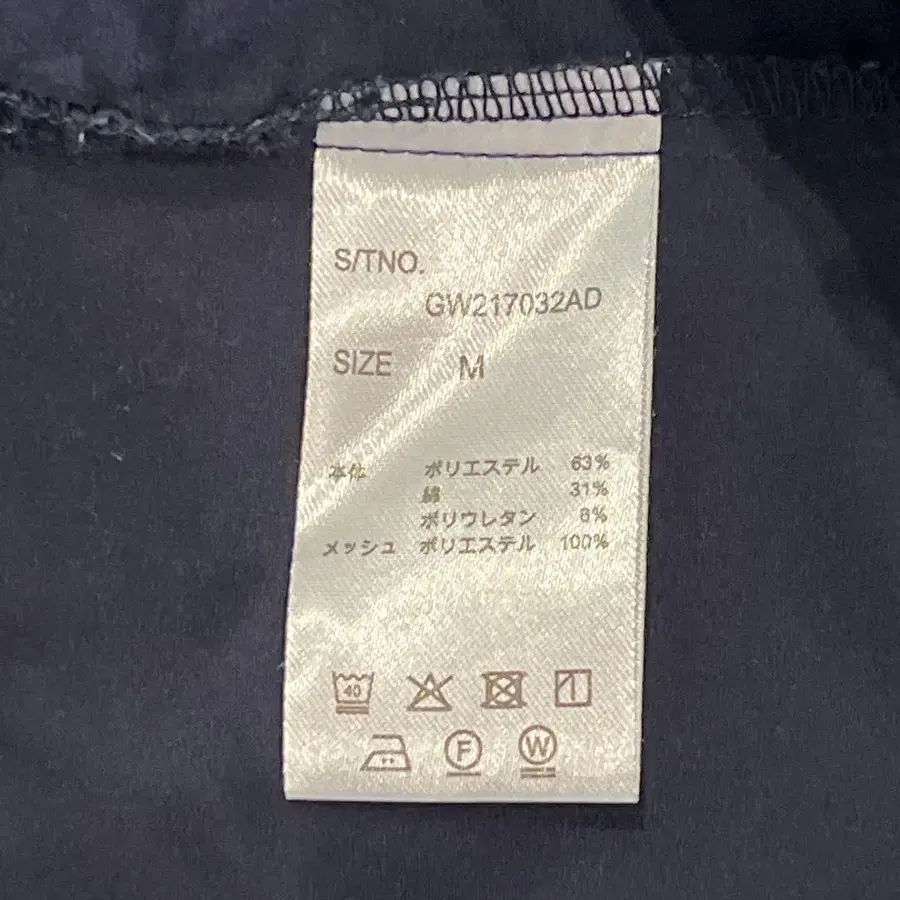 S/TNO.
GW217032AD
SIZE M
本体 ポリエステル 63%
綿 31%
ポリウレタン 6%
メッシュ ポリエステル 100%
40
F
W